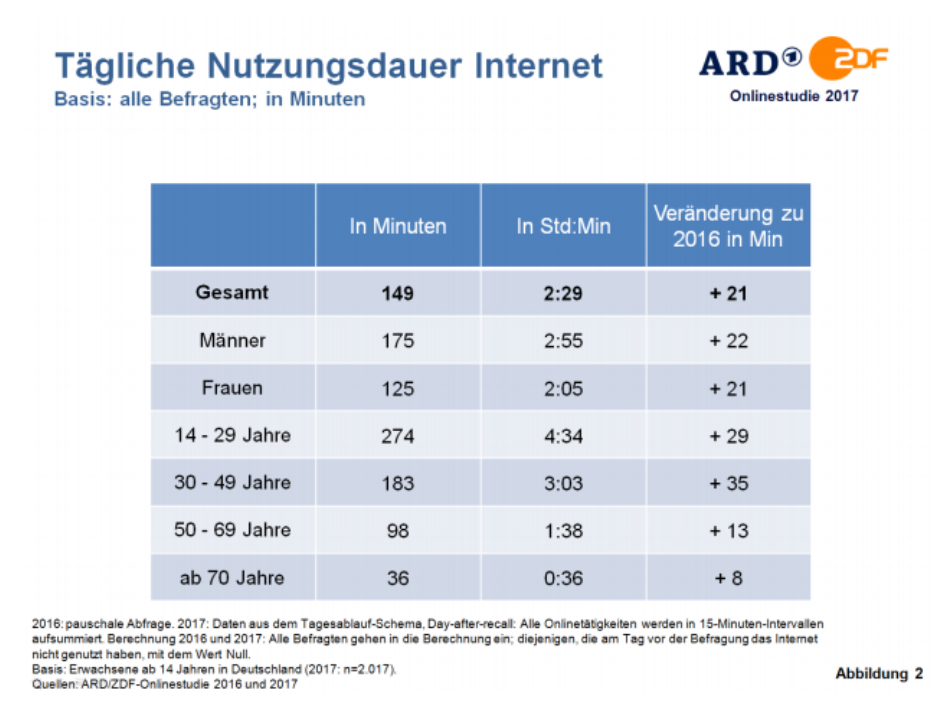 Tägliche Nutzungsdauer Internet
Basis: alle Befragten; in Minuten
ARD 2DF
Onlinestudie 2017
In Minuten In Std:Min Veränderung zu 2016 in Min
Gesamt 149 2:29 + 21
Männer 175 2:55 + 22
Frauen 125 2:05 + 21
14 - 29 Jahre 274 4:34 + 29
30 - 49 Jahre 183 3:03 + 35
50 - 69 Jahre 98 1:38 + 13
ab 70 Jahre 36 0:36 + 8
2016: pauschale Abfrage. 2017: Daten aus dem Tagesablauf-Schema, Day-after-recall: Alle Onlinetätigkeiten werden in 15-Minuten-Intervallen
aufsummiert. Berechnung 2016 und 2017: Alle Befragten gehen in die Berechnung ein; diejenigen, die am Tag vor der Befragung das Internet
nicht genutzt haben, mit dem Wert Null.
Basis: Erwachsene ab 14 Jahren in Deutschland (2017: n=2.017).
Quellen: ARD/ZDF-Onlinestudie 2016 und 2017
Abbildung 2